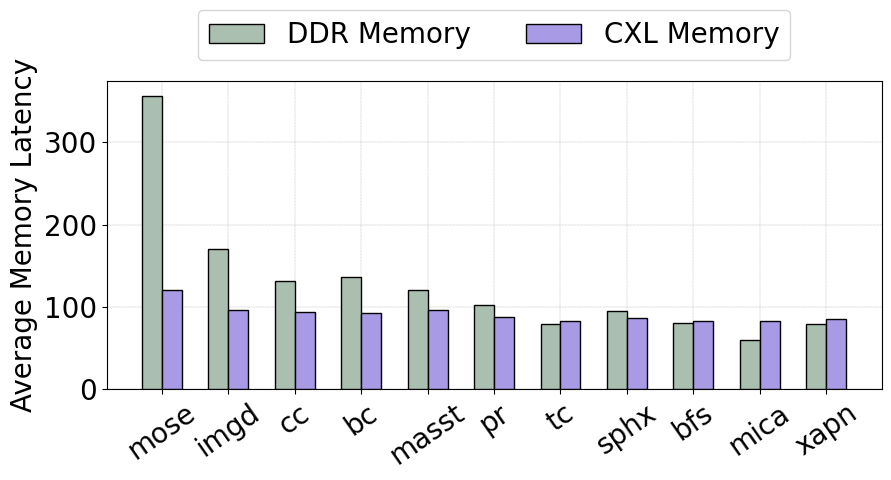 DDR Memory CXL Memory
Average Memory Latency
300
200
100
0
mose imgd cc bc masst pr tc sphx bfs mica xapn